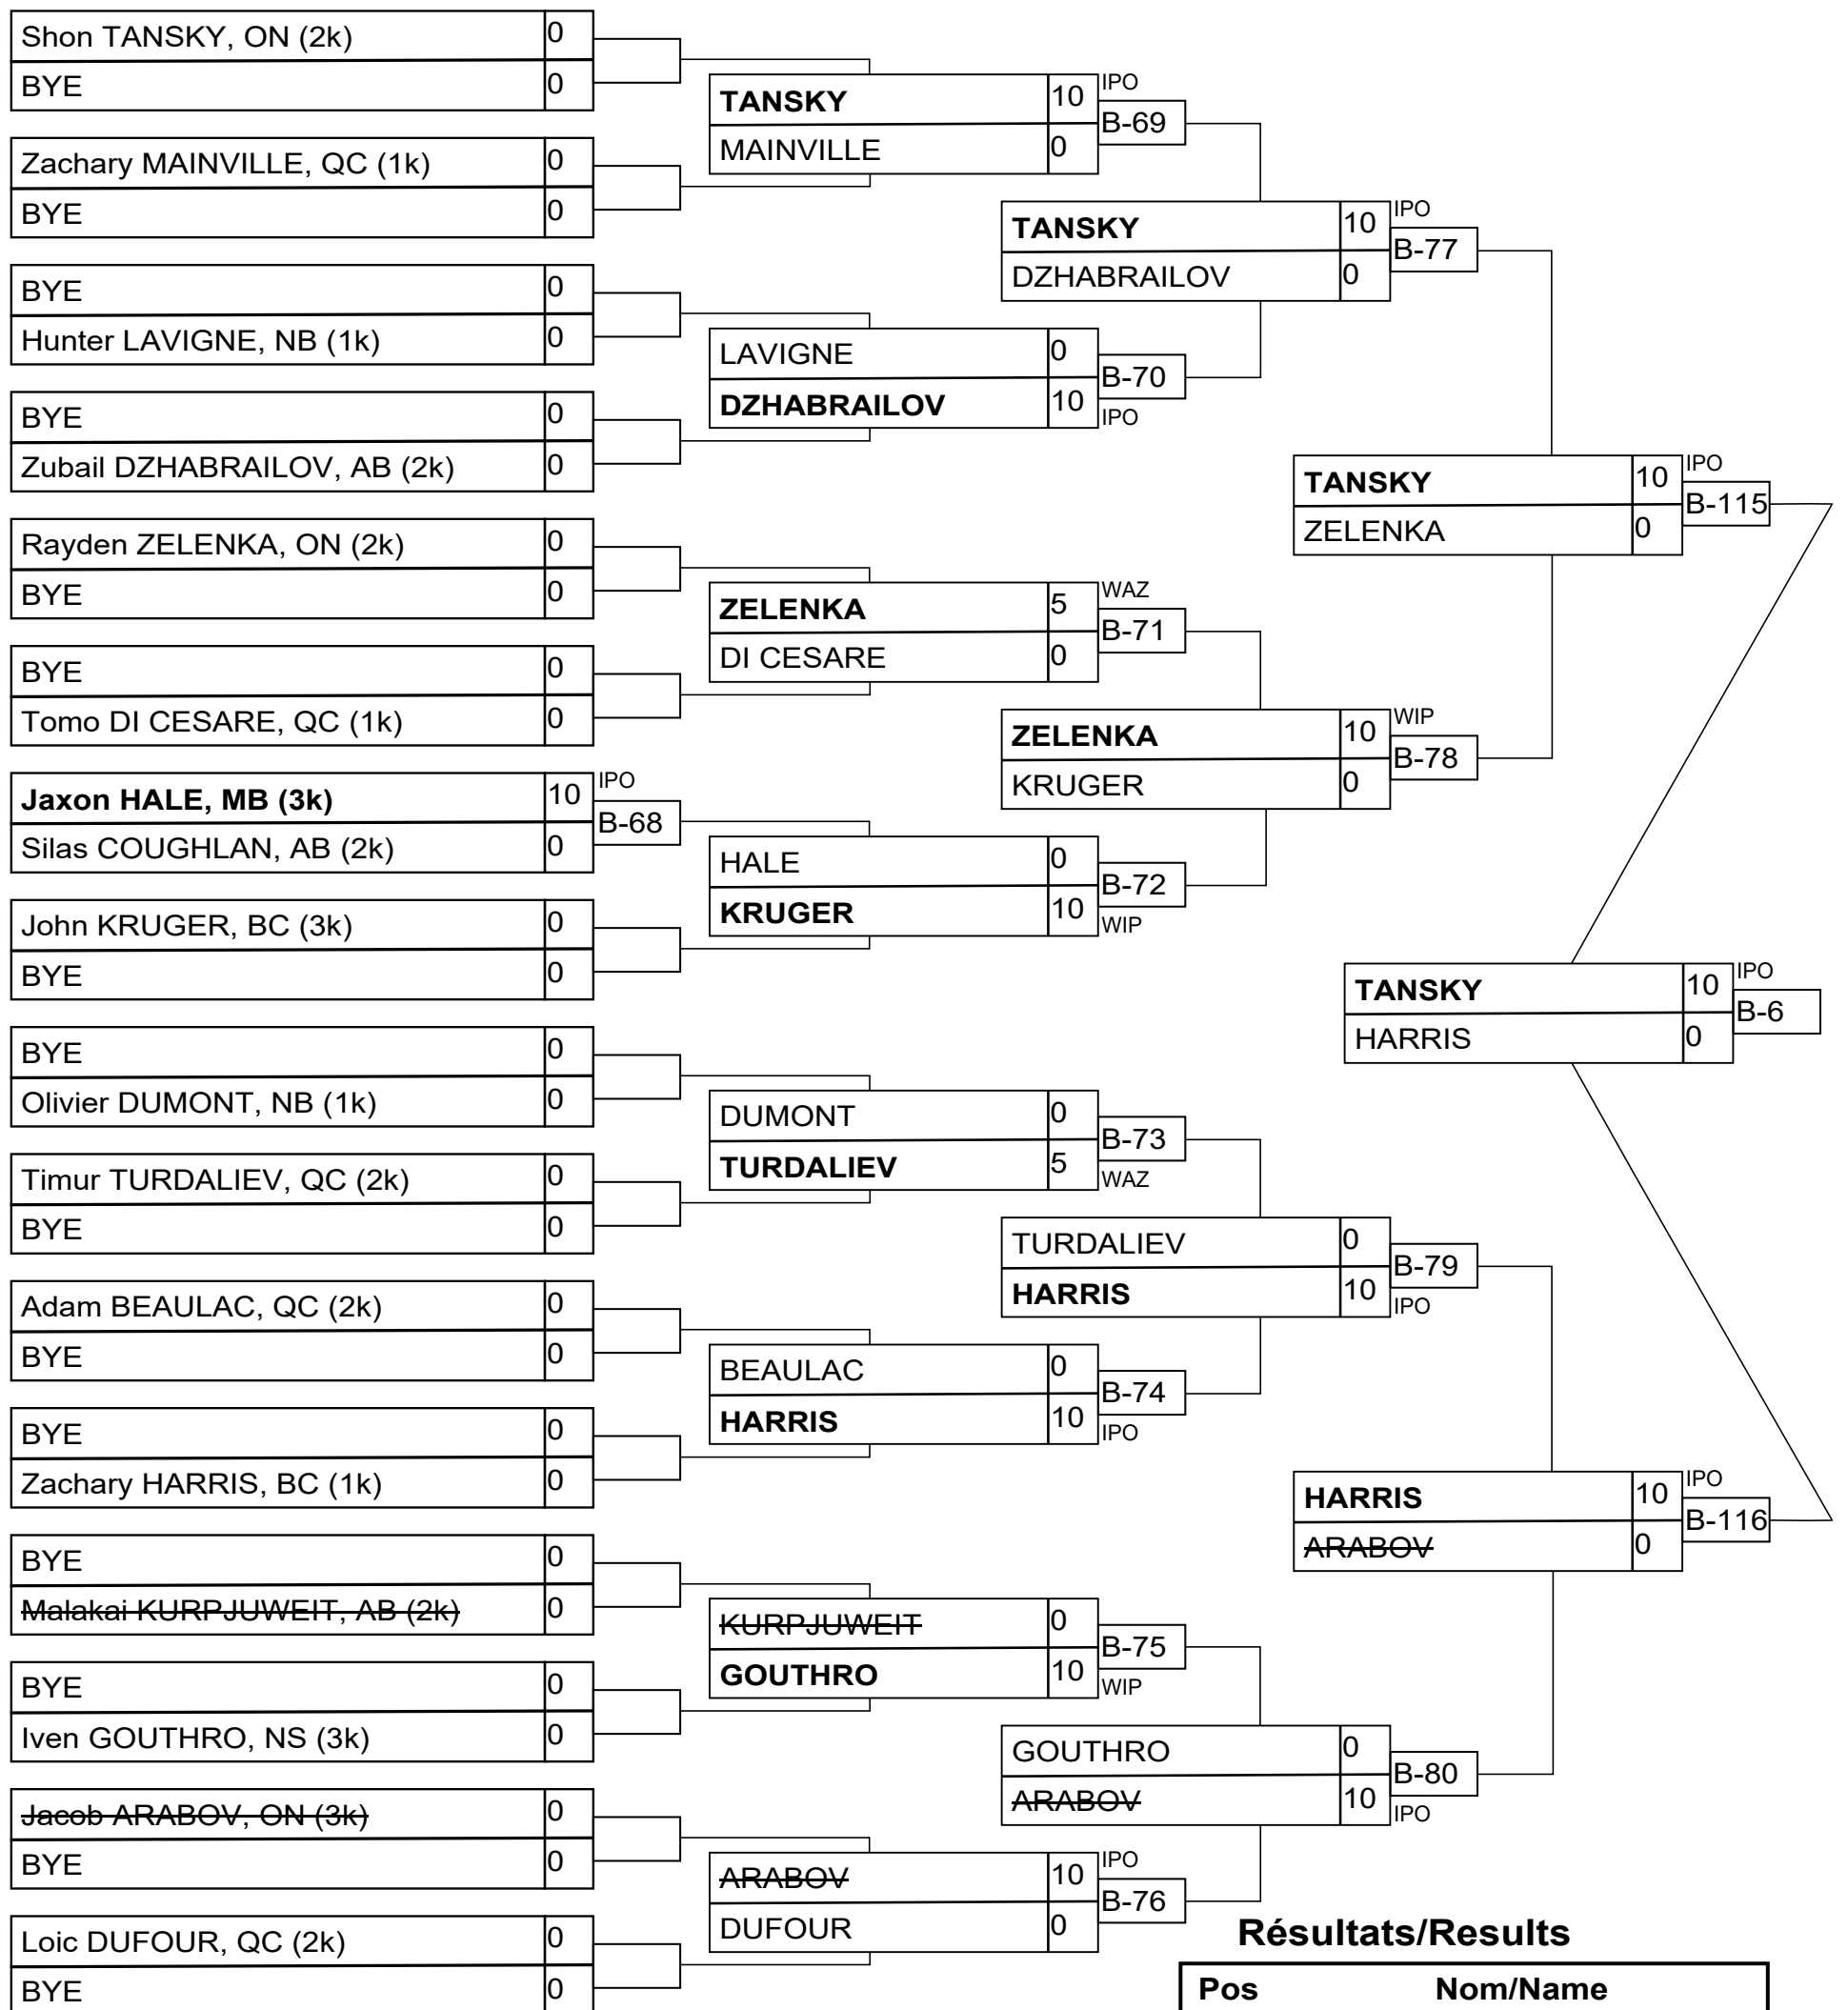 Shon TANSKY, ON (2k) 0
BYE 0
Zachary MAINVILLE, QC (1k) 0
BYE 0
BYE 0
Hunter LAVIGNE, NB (1k) 0
BYE 0
Zubail DZHABRAILOV, AB (2k) 0
Rayden ZELENKA, ON (2k) 0
BYE 0
BYE 0
Tomo DI CESARE, QC (1k) 0
Jaxon HALE, MB (3k) 10 IPO
B-68
Silas COUGHLAN, AB (2k) 0
John KRUGER, BC (3k) 0
BYE 0
BYE 0
Olivier DUMONT, NB (1k) 0
Timur TURDALIEV, QC (2k) 0
BYE 0
Adam BEAULAC, QC (2k) 0
BYE 0
BYE 0
Zachary HARRIS, BC (1k) 0
BYE 0
Malakai KURPJUWEIT, AB (2k) 0
BYE 0
Iven GOUTHRO, NS (3k) 0
Jacob ARABOV, ON (3k) 0
BYE 0
Loic DUFOUR, QC (2k) 0
BYE 0
TANSKY 10 IPO
B-69
MAINVILLE 0
LAVIGNE 0
B-70
DZHABRAILOV 10 IPO
ZELENKA 5 WAZ
B-71
DI CESARE 0
HALE 0
B-72
KRUGER 10 WIP
DUMONT 0
B-73
TURDALIEV 5 WAZ
BEAULAC 0
B-74
HARRIS 10 IPO
KURPJUWEIT 0
B-75
GOUTHRO 10 WIP
ARABOV 10 IPO
B-76
DUFOUR 0
TANSKY 10 IPO
B-77
DZHABRAILOV 0
ZELENKA 10 WIP
B-78
KRUGER 0
TURDALIEV 0
B-79
HARRIS 10 IPO
GOUTHRO 0
B-80
ARABOV 10 IPO
TANSKY 10 IPO
B-115
ZELENKA 0
HARRIS 10 IPO
B-116
ARABOV 0
TANSKY 10 IPO
B-6
HARRIS 0
Résultats/Results
Pos Nom/Name